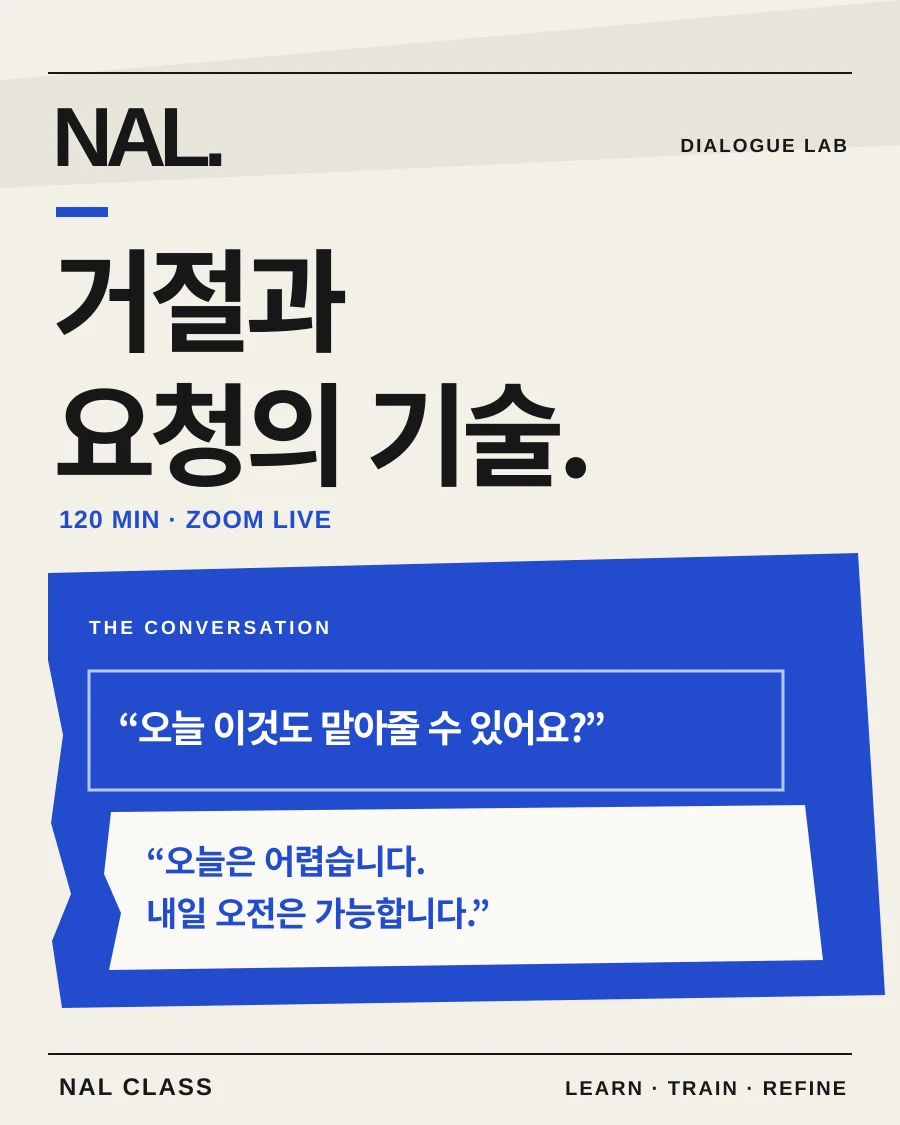 NAL.
DIALOGUE LAB
거절과
요청의 기술.
120 MIN · ZOOM LIVE
THE CONVERSATION
“오늘 이것도 맡아줄 수 있어요?”
“오늘은 어렵습니다.
내일 오전은 가능합니다.”
NAL CLASS
LEARN · TRAIN · REFINE